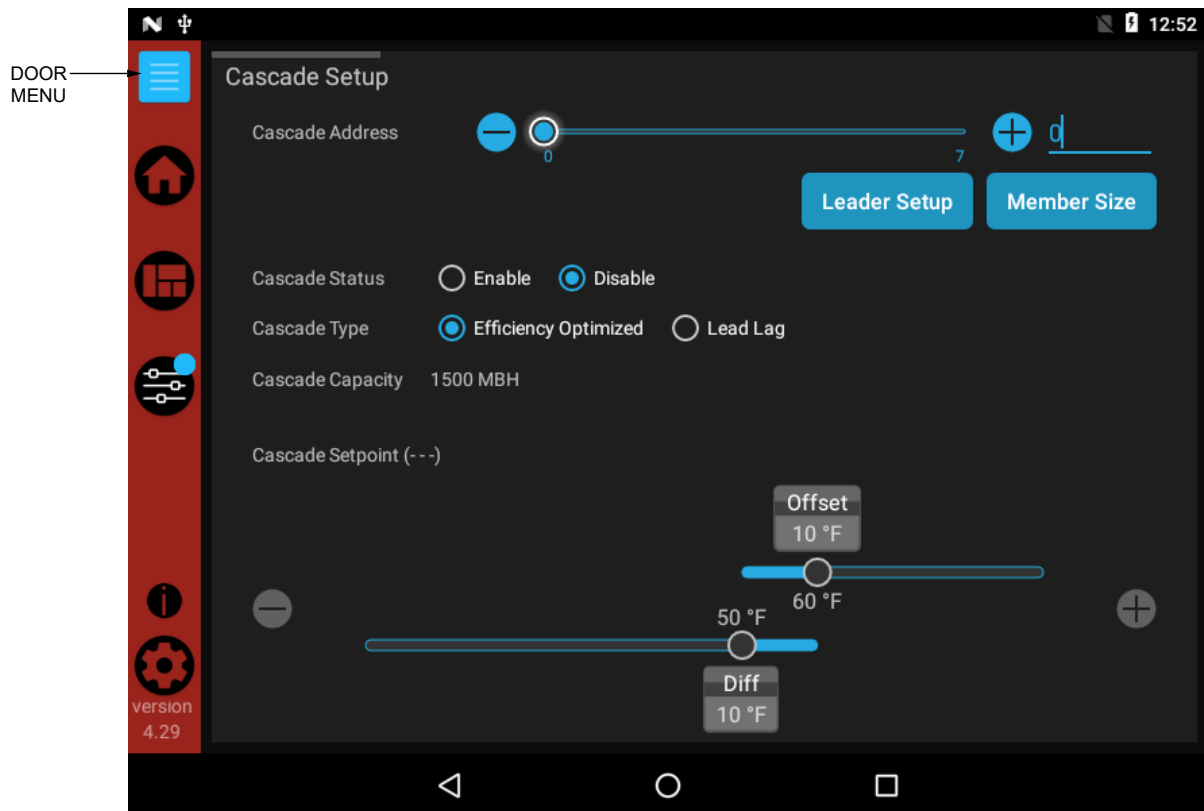 12:52
DOOR
MENU
Cascade Setup
Cascade Address
0
7
0
Leader Setup
Member Size
Cascade Status
Enable
Disable
Cascade Type
Efficiency Optimized
Lead Lag
Cascade Capacity
1500 MBH
Cascade Setpoint (---)
Offset
10 °F
60 °F
50 °F
Diff
10 °F
version
4.29